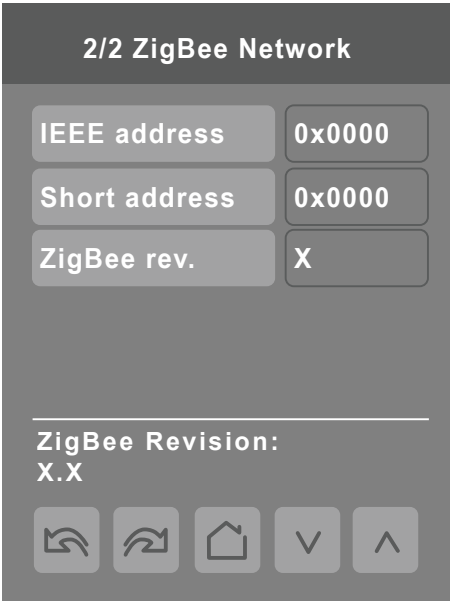 2/2 ZigBee Network
IEEE address 0x0000
Short address 0x0000
ZigBee rev. X
ZigBee Revision:
X.X